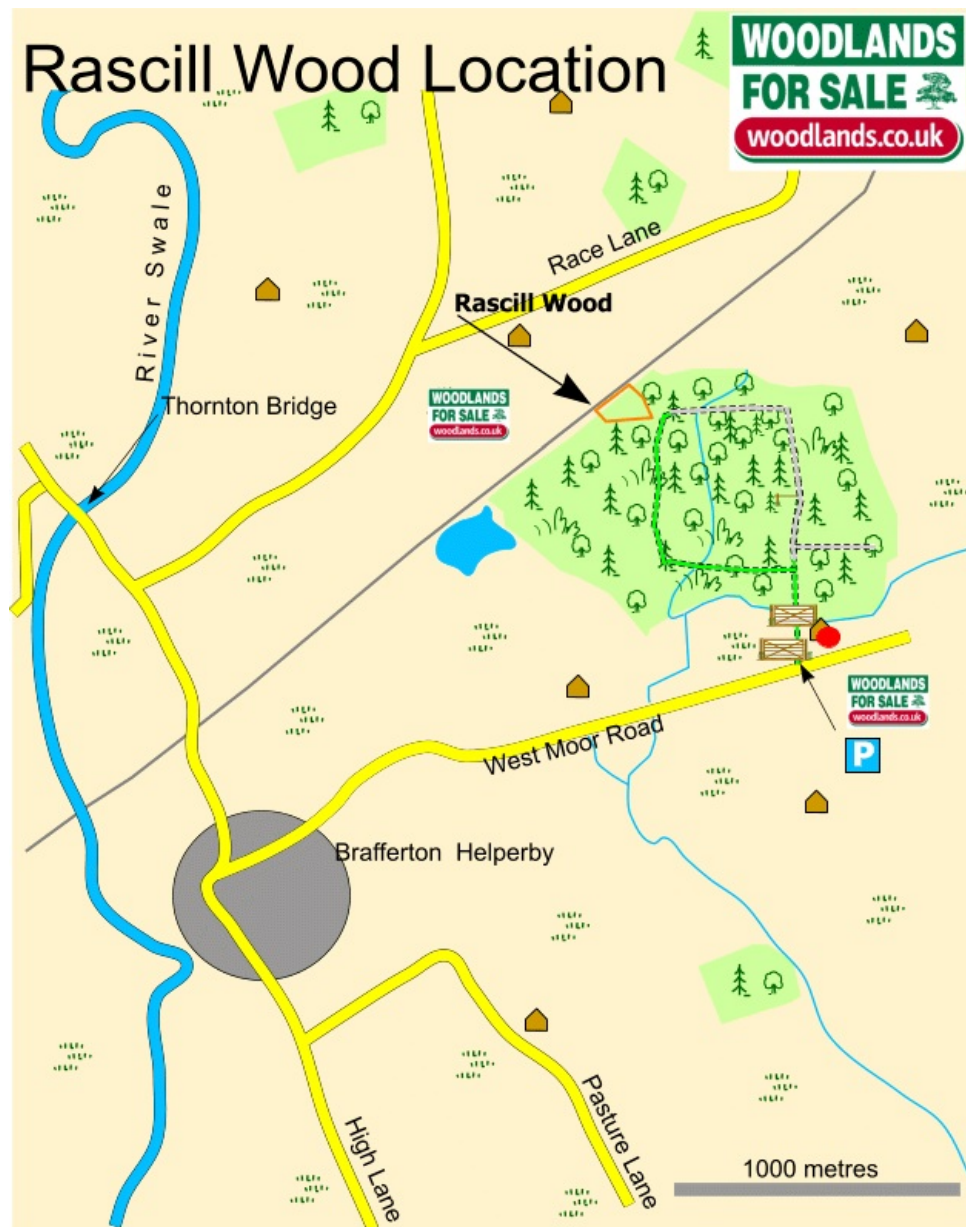 Rascill Wood Location
WOODLANDS
FOR SALE
woodlands.co.uk
River Swale
Race Lane
Rascill Wood
Thornton Bridge
WOODLANDS
FOR SALE
woodlands.co.uk
WOODLANDS
FOR SALE
woodlands.co.uk
West Moor Road
P
Brafferton Helperby
High Lane
Pasture Lane
1000 metres